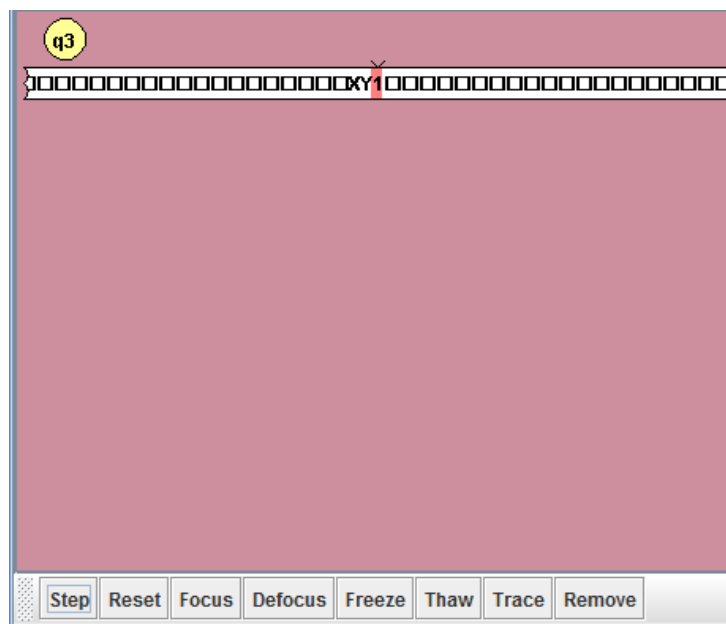 q3
□□□□□□□□□□□□□□□□□□□XY1□□□□□□□□□□□□□□□□□□□□
Step Reset Focus Defocus Freeze Thaw Trace Remove